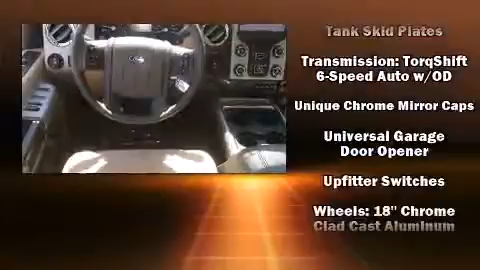 Tank Skid Plates
Transmission: TorqShift
6-Speed Auto w/OD
Unique Chrome Mirror Caps
Universal Garage
Door Opener
Upfitter Switches
Wheels: 18" Chrome
Clad Cast Aluminum